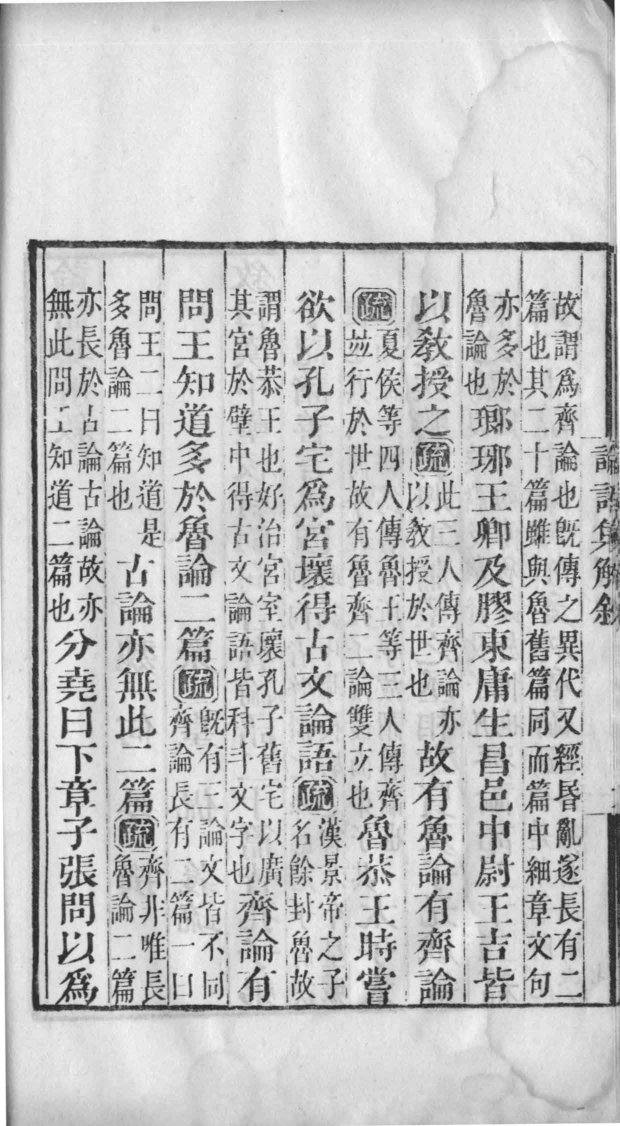 論語集解敘
故謂爲齊論也旣傳之異代又經昏亂遂長有二
篇也其二十篇雖與魯舊篇同而篇中細章文句
亦多於
魯論也
瑯琊王卿及膠東庸生昌邑中尉王吉皆
以敎授之疏
此三人傳齊論亦
以敎授於世也
故有魯論有齊論
疏
夏侯等四人傳魯王等三人傳齊
竝行於世故有魯齊二論雙立也
魯恭王時嘗
欲以孔子宅爲宮壞得古文論語疏
漢景帝之子
名餘封魯故
謂魯恭王也好治宮室壞孔子舊宅以廣
其宮於壁中得古文論語皆科斗文字也
齊論有
問王知道多於魯論二篇疏
旣有三論文皆不同
齊論長有二篇一曰
問王二曰知道是
多魯論二篇也
古論亦無此二篇疏
齊非唯長
魯論二篇
亦長於古論古論故亦
無此問王知道二篇也
分堯曰下章子張問以爲